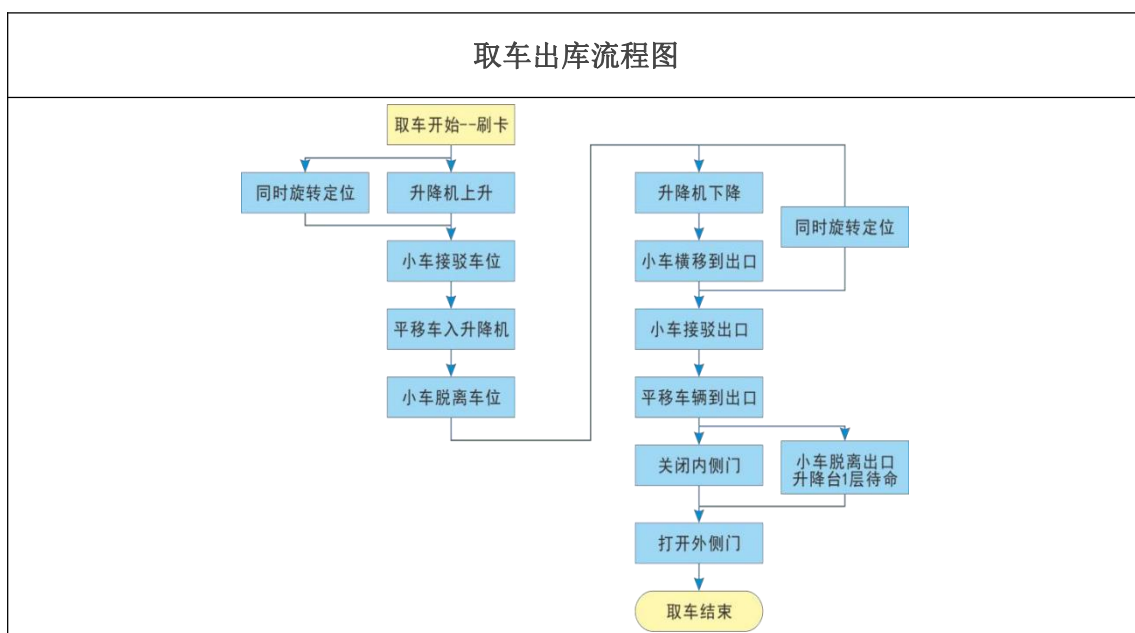 取车出库流程图
取车开始--刷卡
同时旋转定位
升降机上升
小车接驳车位
平移车入升降机
小车脱离车位
升降机下降
同时旋转定位
小车横移到出口
小车接驳出口
平移车辆到出口
关闭内侧门
小车脱离出口
升降台1层待命
打开外侧门
取车结束